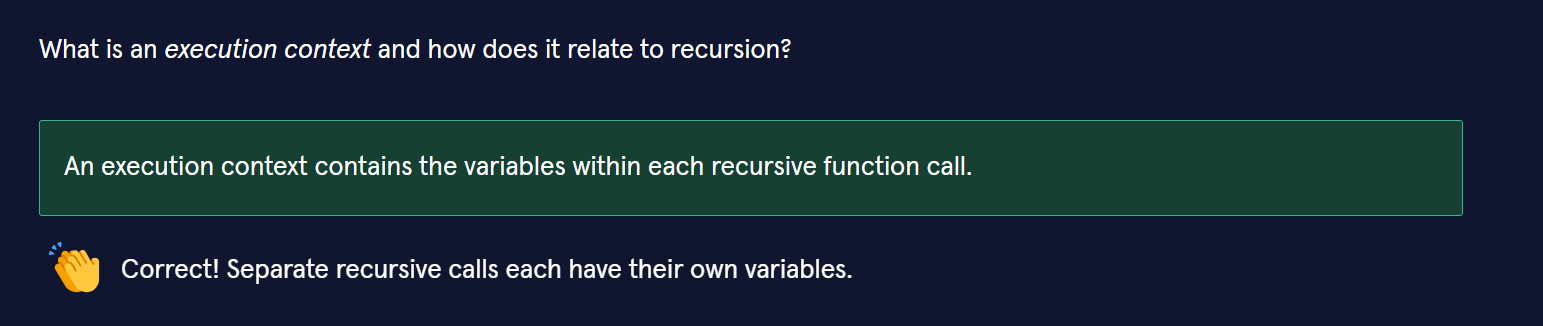 What is an execution context and how does it relate to recursion?
An execution context contains the variables within each recursive function call.
Correct! Separate recursive calls each have their own variables.